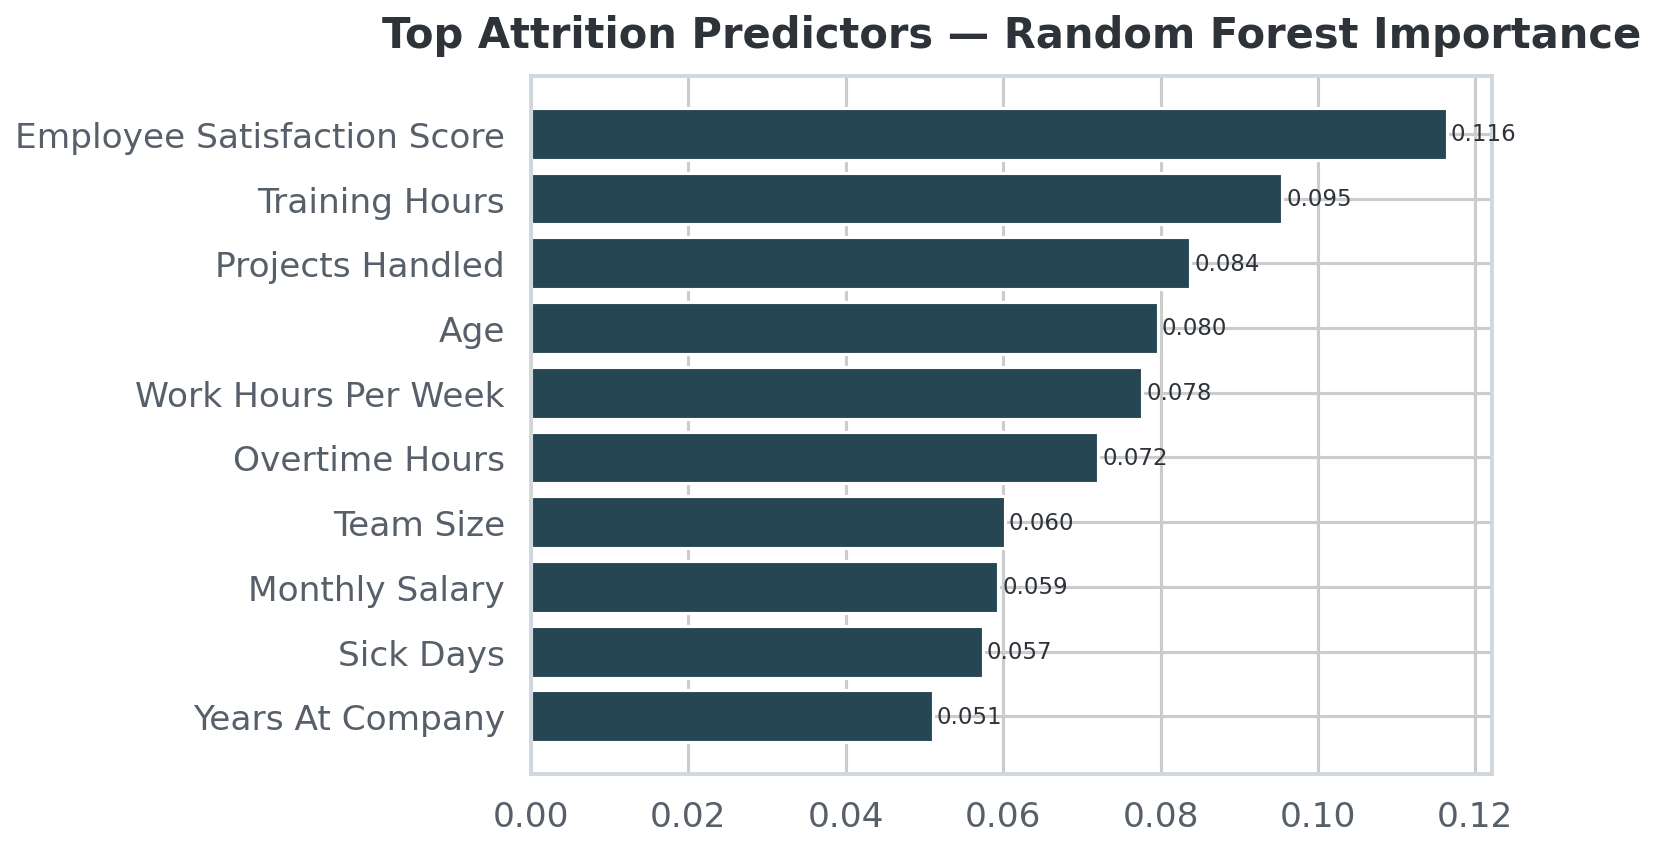 Top Attrition Predictors — Random Forest Importance
Employee Satisfaction Score 0.116
Training Hours 0.095
Projects Handled 0.084
Age 0.080
Work Hours Per Week 0.078
Overtime Hours 0.072
Team Size 0.060
Monthly Salary 0.059
Sick Days 0.057
Years At Company 0.051
0.00 0.02 0.04 0.06 0.08 0.10 0.12